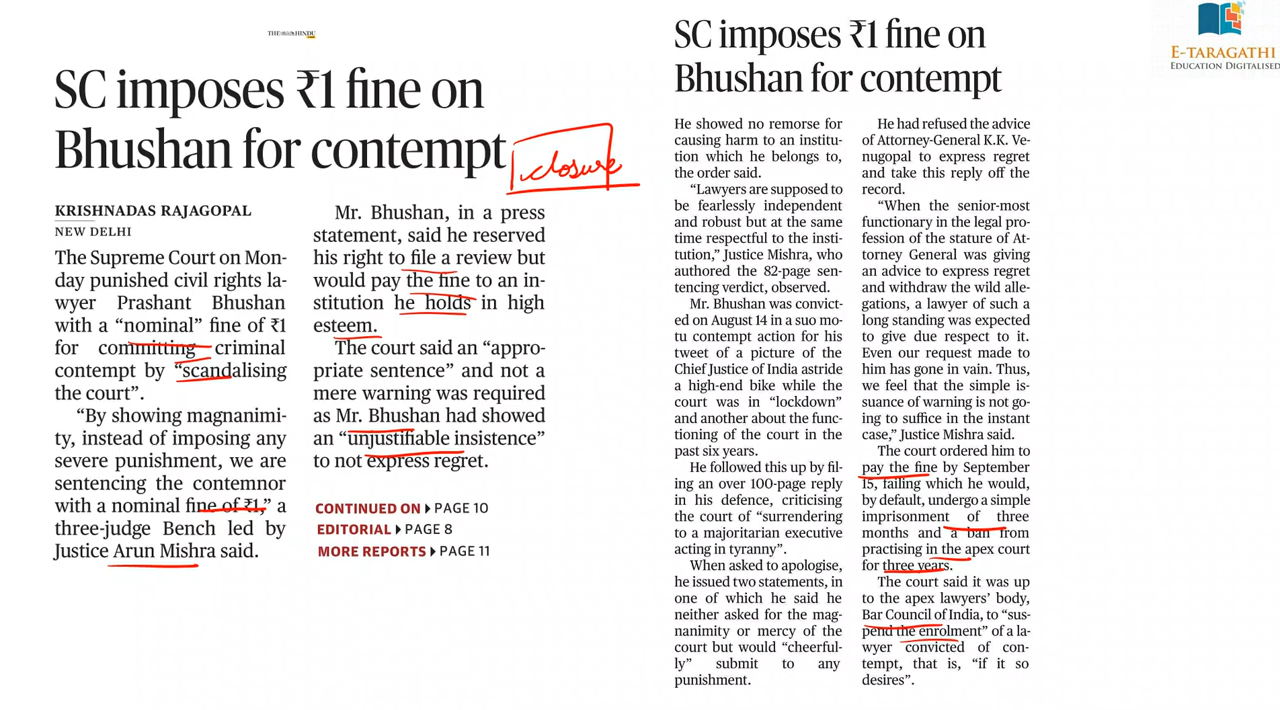 THE HINDU
SC imposes ₹1 fine on
Bhushan for contempt
closure
KRISHNADAS RAJAGOPAL
NEW DELHI
The Supreme Court on Mon-
day punished civil rights la-
wyer Prashant Bhushan
with a “nominal” fine of ₹1
for committing criminal
contempt by “scandalising
the court”.
“By showing magnanimi-
ty, instead of imposing any
severe punishment, we are
sentencing the contemnor
with a nominal fine of ₹1,” a
three-judge Bench led by
Justice Arun Mishra said.
Mr. Bhushan, in a press
statement, said he reserved
his right to file a review but
would pay the fine to an in-
stitution he holds in high
esteem.
The court said an “appro-
priate sentence” and not a
mere warning was required
as Mr. Bhushan had showed
an “unjustifiable insistence”
to not express regret.
CONTINUED ON PAGE 10
EDITORIAL PAGE 8
MORE REPORTS PAGE 11
SC imposes ₹1 fine on
Bhushan for contempt
He showed no remorse for
causing harm to an institu-
tion which he belongs to,
the order said.
“Lawyers are supposed to
be fearlessly independent
and robust but at the same
time respectful to the insti-
tution,” Justice Mishra, who
authored the 82-page sen-
tencing verdict, observed.
Mr. Bhushan was convict-
ed on August 14 in a suo mo-
tu contempt action for his
tweet of a picture of the
Chief Justice of India astride
a high-end bike while the
court was in “lockdown”
and another about the func-
tioning of the court in the
past six years.
He followed this up by fil-
ing an over 100-page reply
in his defence, criticising
the court of “surrendering
to a majoritarian executive
acting in tyranny”.
When asked to apologise,
he issued two statements, in
one of which he said he
neither asked for the mag-
nanimity or mercy of the
court but would “cheerful-
ly” submit to any
punishment.
He had refused the advice
of Attorney-General K.K. Ve-
nugopal to express regret
and take this reply off the
record.
“When the senior-most
functionary in the legal pro-
fession of the stature of At-
torney General was giving
an advice to express regret
and withdraw the wild alle-
gations, a lawyer of such a
long standing was expected
to give due respect to it.
Even our request made to
him has gone in vain. Thus,
we feel that the simple is-
suance of warning is not go-
ing to suffice in the instant
case,” Justice Mishra said.
The court ordered him to
pay the fine by September
15, failing which he would,
by default, undergo a simple
imprisonment of three
months and a ban from
practising in the apex court
for three years.
The court said it was up
to the apex lawyers’ body,
Bar Council of India, to “sus-
pend the enrolment” of a la-
wyer convicted of con-
tempt, that is, “if it so
desires”.
E-TARAGATHI
EDUCATION DIGITALISED